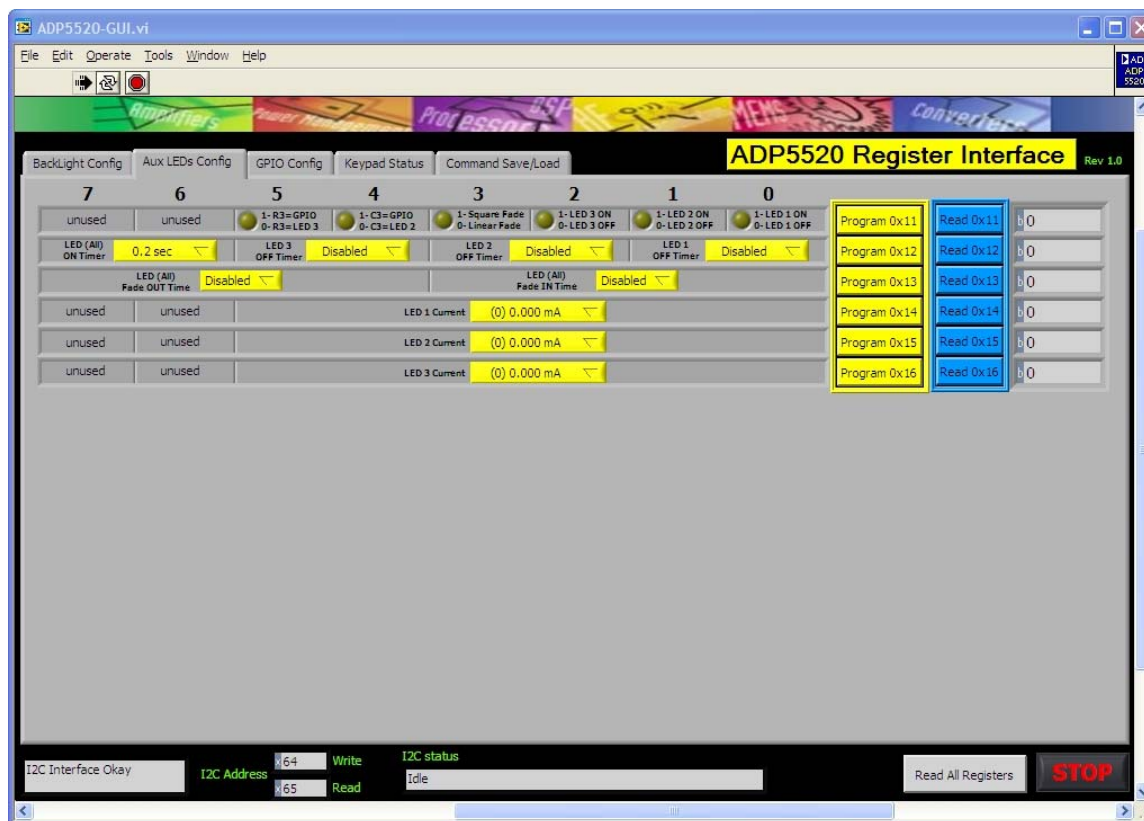 ADP5520-GUI.vi
File Edit Operate Tools Window Help
AD
ADP
5520
Amplifiers Power Management Processor DSP MEMS Converters
ADP5520 Register Interface Rev 1.0
BackLight Config Aux LEDs Config GPIO Config Keypad Status Command Save/Load
7 6 5 4 3 2 1 0
unused unused 1- R3=GPIO 1- C3=GPIO 1- Square Fade 1- LED 3 ON 1- LED 2 ON 1- LED 1 ON
0- R3=LED 3 0- C3=LED 2 0- Linear Fade 0- LED 3 OFF 0- LED 2 OFF 0- LED 1 OFF
Program 0x11 Read 0x11 b 0
LED (All) ON Timer 0.2 sec LED 3 OFF Timer Disabled LED 2 OFF Timer Disabled LED 1 OFF Timer Disabled Program 0x12 Read 0x12 b 0
LED (All) Fade OUT Time Disabled LED (All) Fade IN Time Disabled Program 0x13 Read 0x13 b 0
unused unused LED 1 Current (0) 0.000 mA Program 0x14 Read 0x14 b 0
unused unused LED 2 Current (0) 0.000 mA Program 0x15 Read 0x15 b 0
unused unused LED 3 Current (0) 0.000 mA Program 0x16 Read 0x16 b 0
I2C Interface Okay
I2C Address
x 64 Write
x 65 Read
I2C status
Idle
Read All Registers
STOP